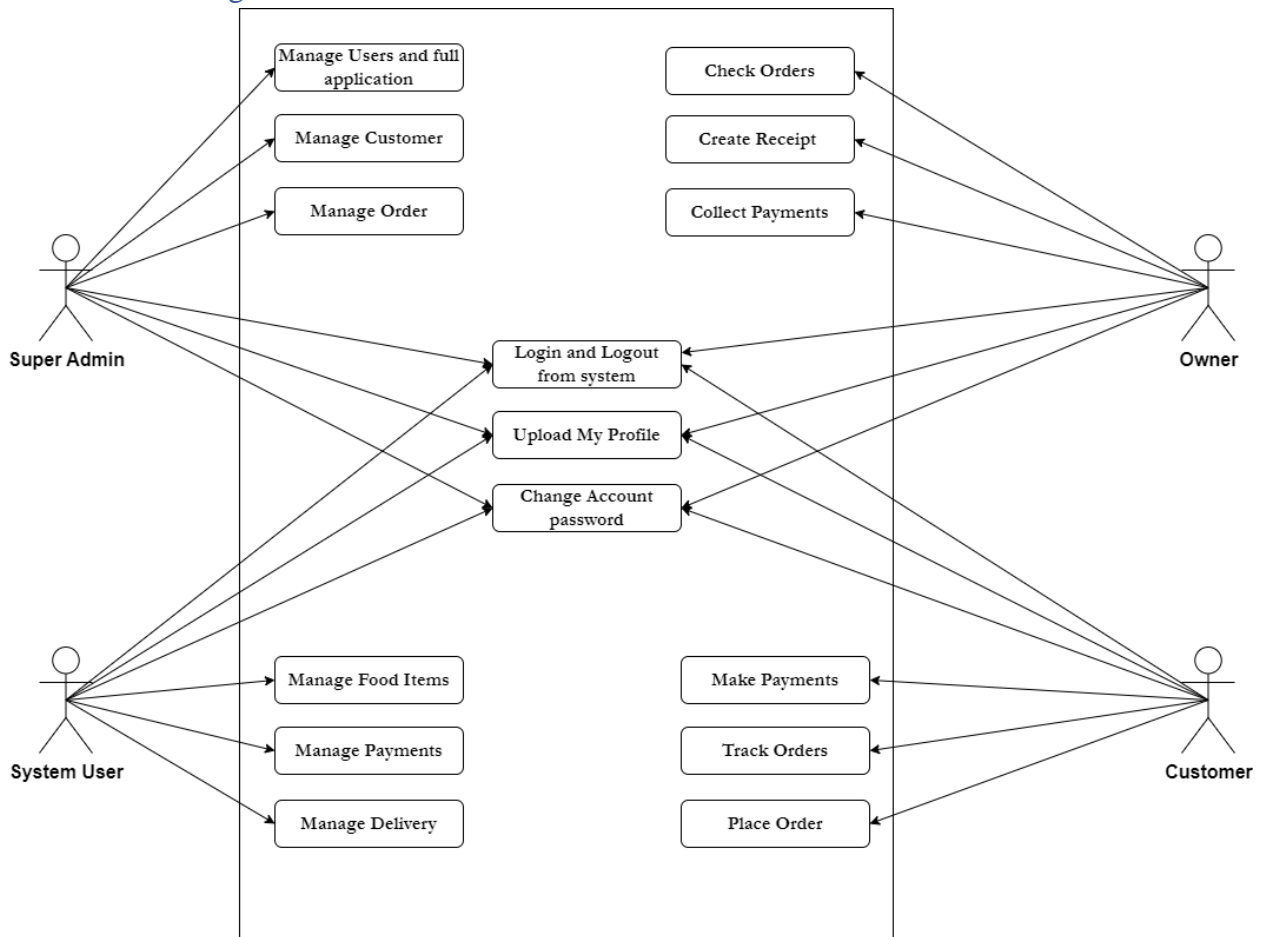 Manage Users and full
application
Check Orders
Manage Customer
Create Receipt
Manage Order
Collect Payments
Super Admin
Owner
Login and Logout
from system
Upload My Profile
Change Account
password
Manage Food Items
Make Payments
Manage Payments
Track Orders
System User
Customer
Manage Delivery
Place Order